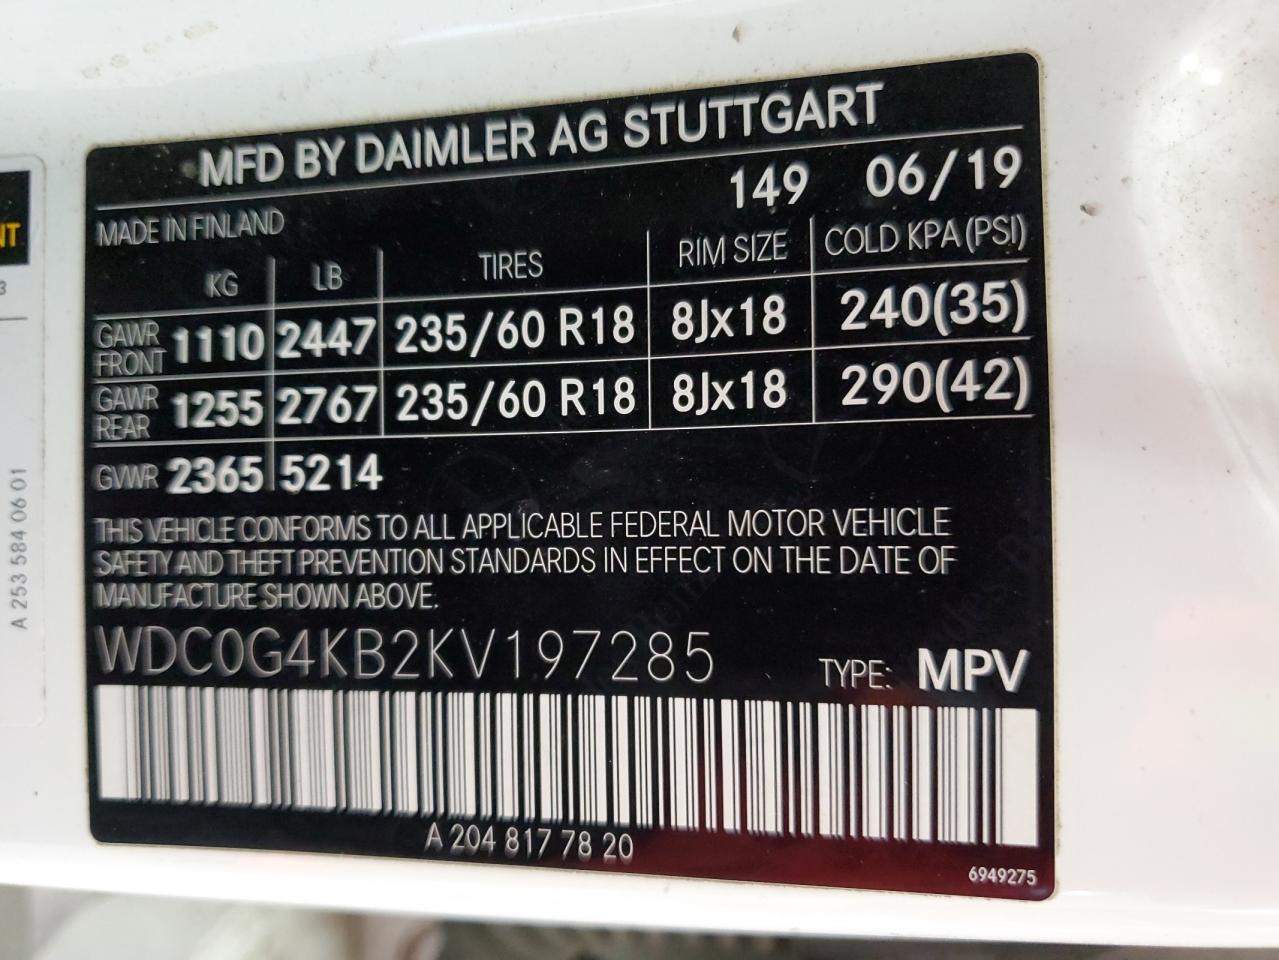 MFD BY DAIMLER AG STUTTGART
149 06/19
MADE IN FINLAND
KG LB TIRES RIM SIZE COLD KPA (PSI)
GAWR FRONT 1110 2447 235/60 R18 8Jx18 240(35)
GAWR REAR 1255 2767 235/60 R18 8Jx18 290(42)
GVWR 2365 5214
THIS VEHICLE CONFORMS TO ALL APPLICABLE FEDERAL MOTOR VEHICLE
SAFETY AND THEFT PREVENTION STANDARDS IN EFFECT ON THE DATE OF
MANUFACTURE SHOWN ABOVE.
WDC0G4KB2KV197285 TYPE: MPV
A 204 817 78 20
6949275
NT
3
A 253 584 06 01